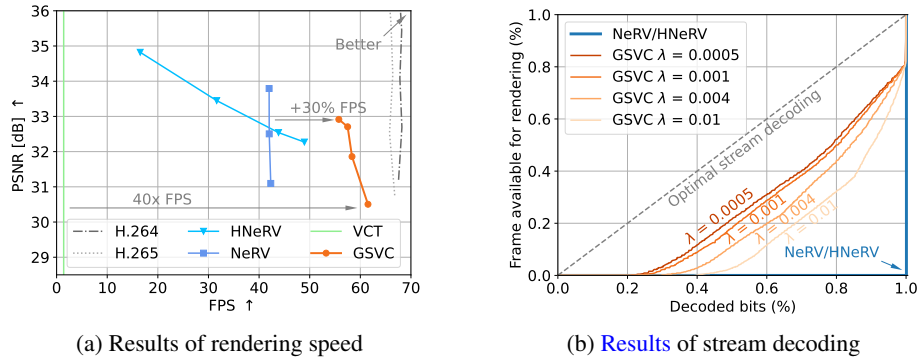 36
35
34
33
32
31
30
29
PSNR [dB] ↑
Better
+30% FPS
40x FPS
H.264
H.265
HNeRV
NeRV
VCT
GSVC
0
10
20
30
40
50
60
70
FPS ↑
(a) Results of rendering speed
1.0
0.8
0.6
0.4
0.2
0.0
Frame available for rendering (%)
NeRV/HNeRV
GSVC λ = 0.0005
GSVC λ = 0.001
GSVC λ = 0.004
GSVC λ = 0.01
Optimal stream decoding
λ = 0.0005
λ = 0.001
λ = 0.004
λ = 0.01
NeRV/HNeRV
0.0
0.2
0.4
0.6
0.8
1.0
Decoded bits (%)
(b) Results of stream decoding